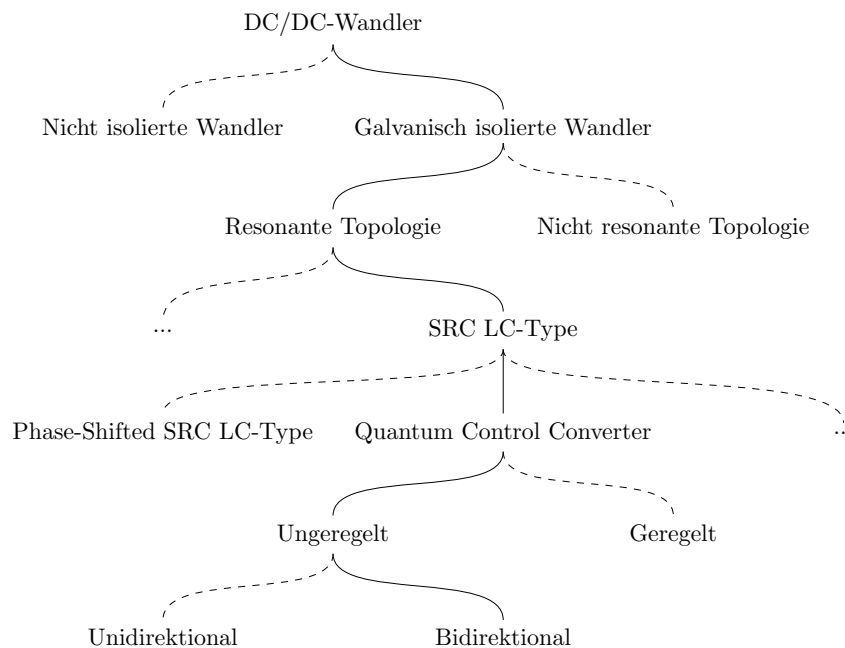 DC/DC-Wandler
Nicht isolierte Wandler Galvanisch isolierte Wandler
Resonante Topologie Nicht resonante Topologie
... SRC LC-Type
Phase-Shifted SRC LC-Type Quantum Control Converter ..
Ungeregelt Geregelt
Unidirektional Bidirektional